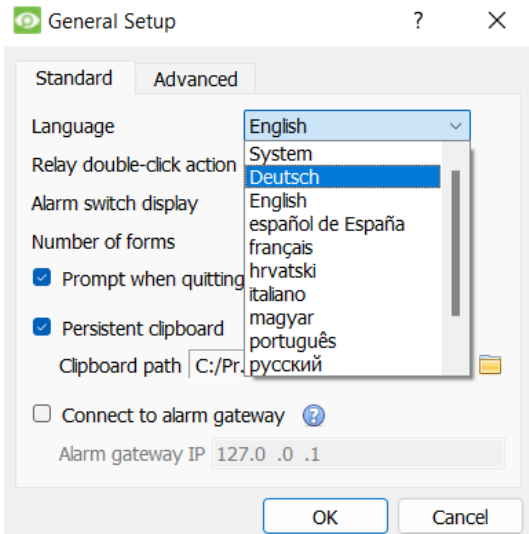 General Setup
Standard
Advanced
Language
English
System
Deutsch
English
español de España
français
hrvatski
italiano
magyar
português
русский
Relay double-click action
Alarm switch display
Number of forms
Prompt when quitting
Persistent clipboard
Clipboard path C:/Pr.
Connect to alarm gateway ?
Alarm gateway IP 127.0 .0 .1
OK
Cancel